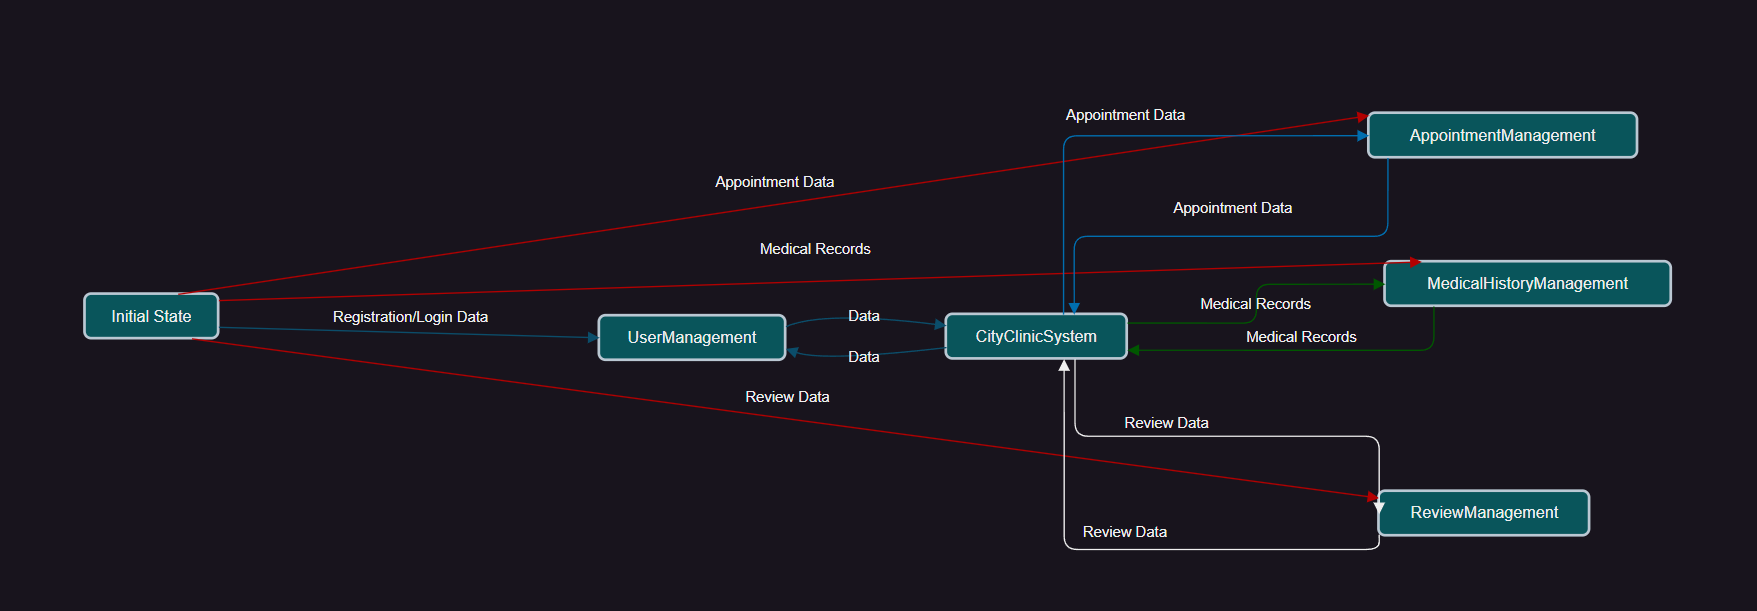 Appointment Data
AppointmentManagement
Appointment Data
Appointment Data
Medical Records
MedicalHistoryManagement
Medical Records
Initial State
Registration/Login Data
Data
UserManagement
CityClinicSystem
Medical Records
Data
Review Data
Review Data
ReviewManagement
Review Data